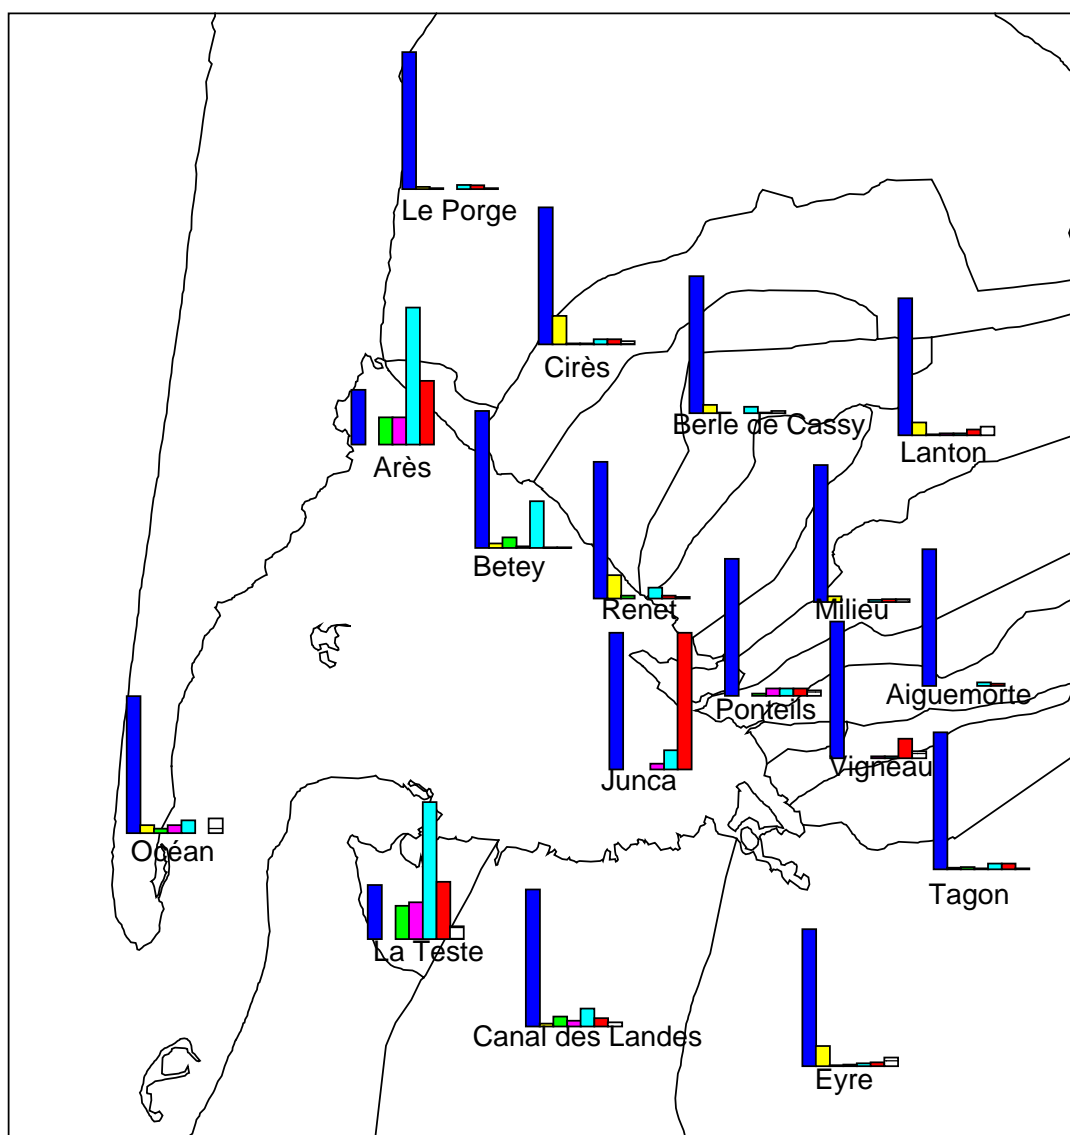 Le Porge
Cirès
Berle de Cassy
Lanton
Arès
Betey
Renet
Milieu
Aiguemorte
Ponteils
Vigneau
Junca
Océan
Tagon
La Teste
Canal des Landes
Eyre